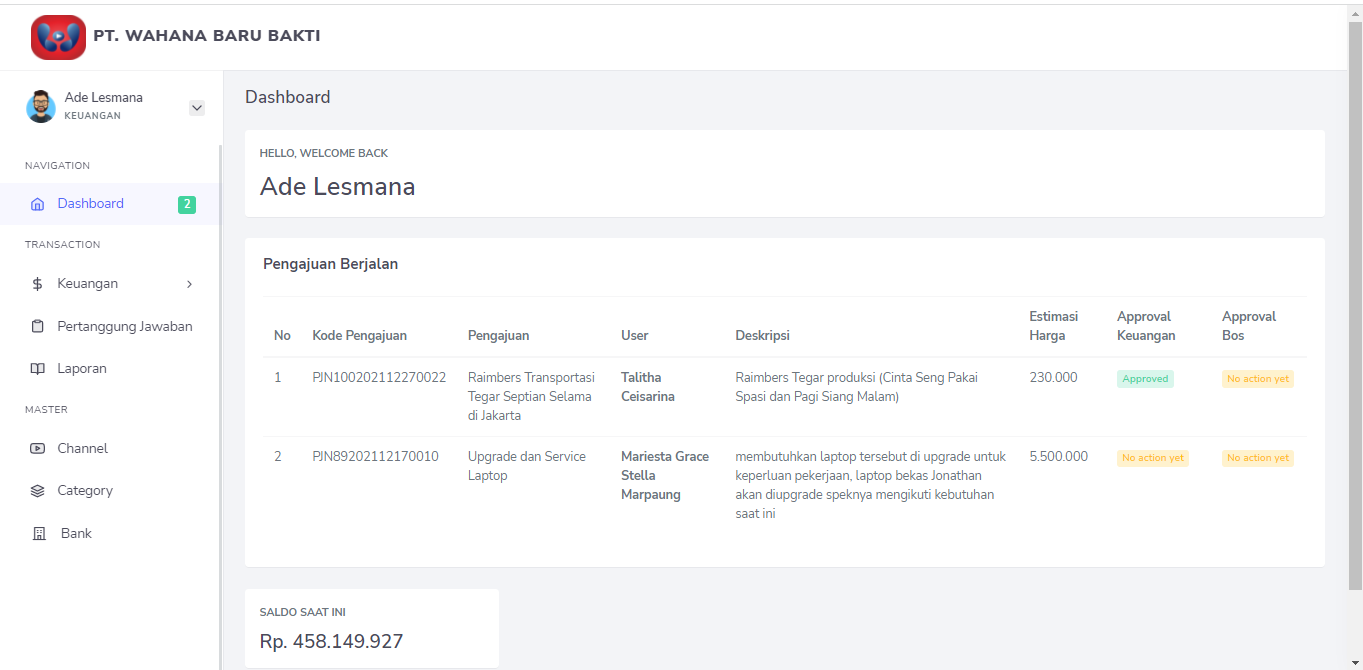 PT. WAHANA BARU BAKTI
Ade Lesmana
KEUANGAN
NAVIGATION
Dashboard 2
TRANSACTION
Keuangan
Pertanggung Jawaban
Laporan
MASTER
Channel
Category
Bank
Dashboard
HELLO, WELCOME BACK
Ade Lesmana
Pengajuan Berjalan
No Kode Pengajuan Pengajuan User Deskripsi Estimasi Harga Approval Keuangan Approval Bos
1 PJN100202112270022 Raimbers Transportasi Talitha Raimbers Tegar produksi (Cinta Seng Pakai 230.000 Approved No action yet
Tegar Septian Selama Ceisarina Spasi dan Pagi Siang Malam)
di Jakarta
2 PJN89202112170010 Upgrade dan Service Mariesta Grace membutuhkan laptop tersebut di upgrade untuk 5.500.000 No action yet No action yet
Laptop Stella keperluan pekerjaan, laptop bekas Jonathan
Marpaung akan diupgrade speknya mengikuti kebutuhan
saat ini
SALDO SAAT INI
Rp. 458.149.927